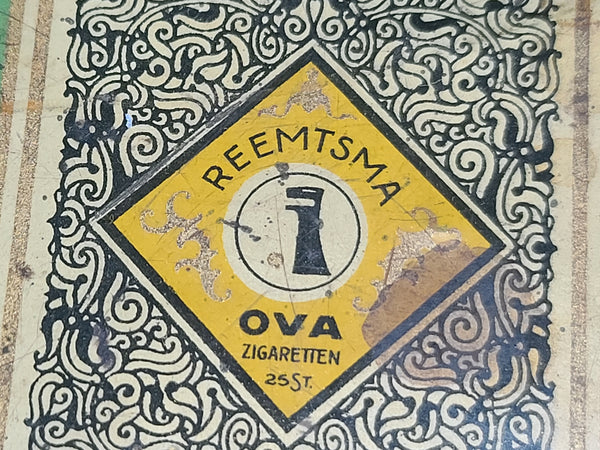 REEMTSMA
OVA
ZIGARETTEN
25 ST.